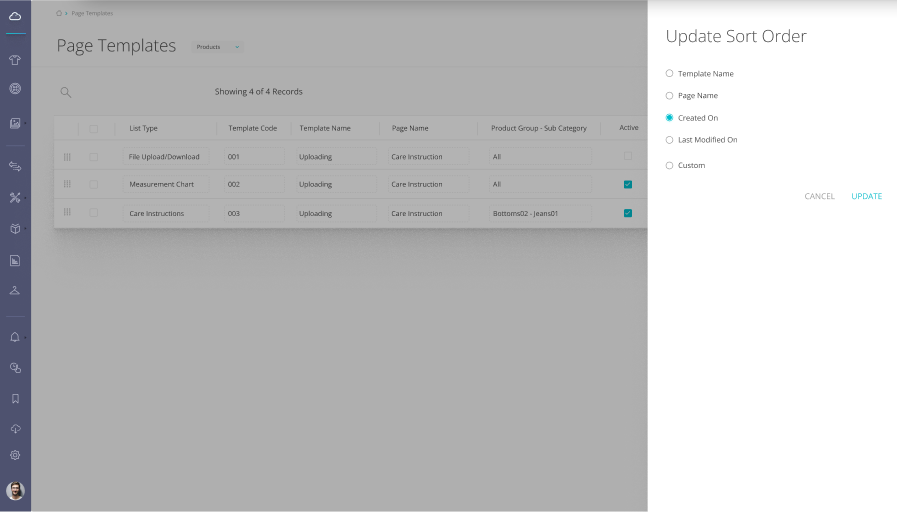 Page Templates
Page Templates
Products
Showing 4 of 4 Records
List Type Template Code Template Name Page Name Product Group - Sub Category Active
File Upload/Download 001 Uploading Care Instruction All
Measurement Chart 002 Uploading Care Instruction All
Care Instructions 003 Uploading Care Instruction Bottoms02 - Jeans01
Update Sort Order
Template Name
Page Name
Created On
Last Modified On
Custom
CANCEL UPDATE